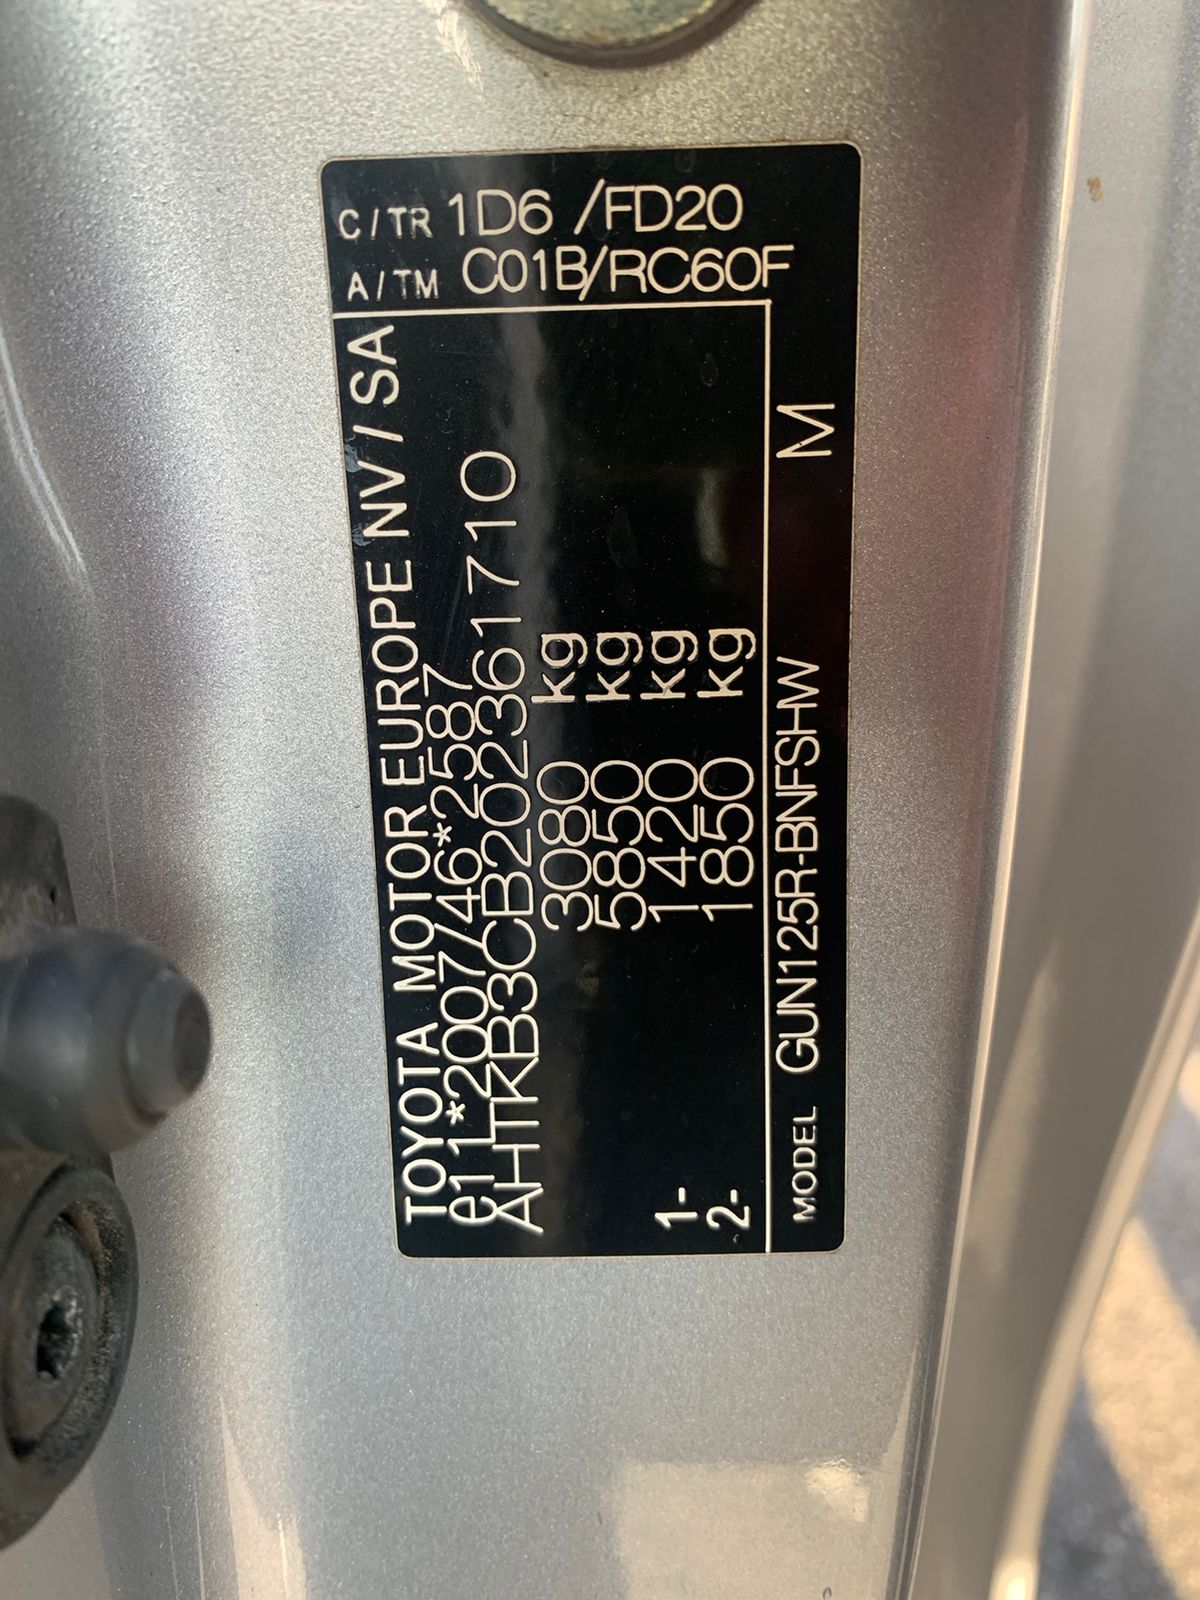 C/TR 1D6 /FD20
A/TM C01B/RC60F
TOYOTA MOTOR EUROPE NV/SA
e11*2007/46*2587
AHTKB3CB202361710
3080 kg
5850 kg
1- 1420 kg
2- 1850 kg
MODEL GUN125R-BNFSHW M